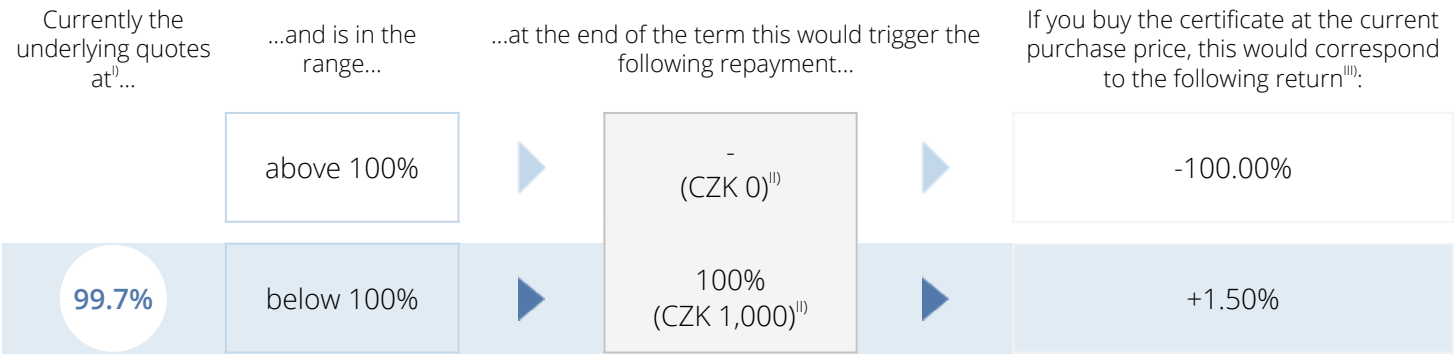 Currently the
underlying quotes
at^I)...
...and is in the
range...
...at the end of the term this would trigger the
following repayment...
If you buy the certificate at the current
purchase price, this would correspond
to the following return^III):
above 100%
-
(CZK 0)^II)
-100.00%
99.7%
below 100%
100%
(CZK 1,000)^II)
+1.50%